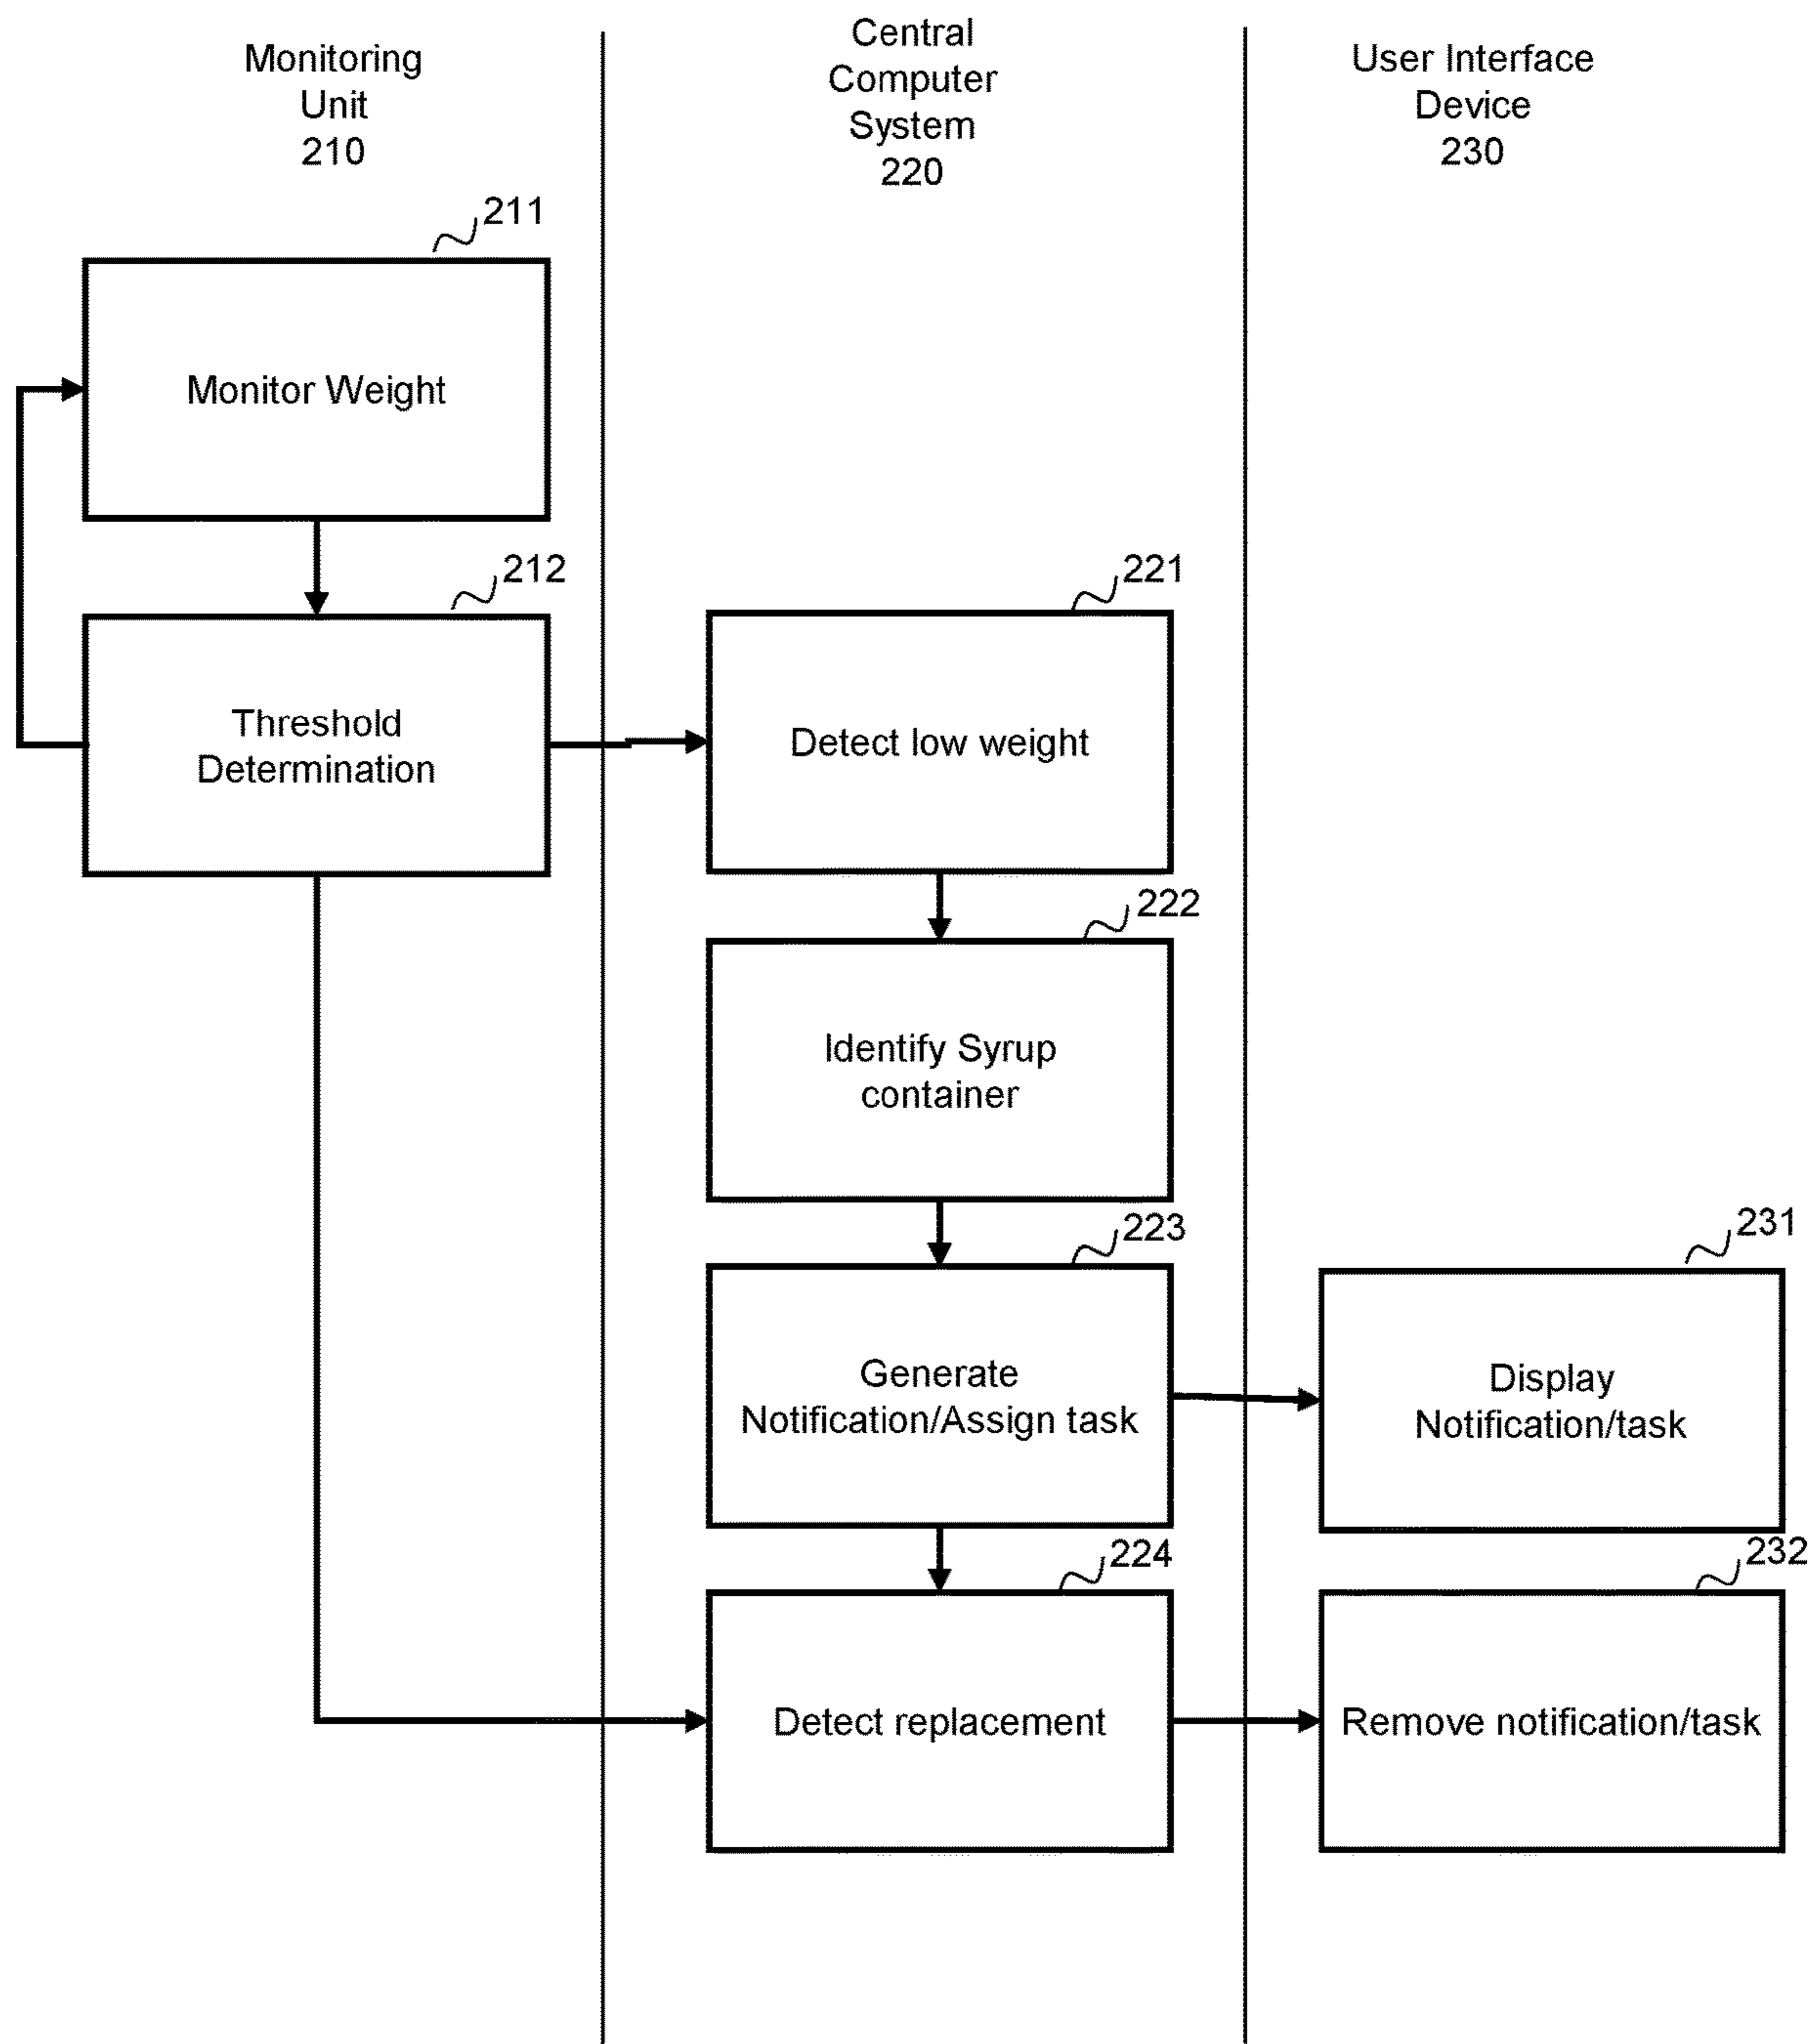 Monitoring
Unit
210
Central
Computer
System
220
User Interface
Device
230
211
Monitor Weight
212
Threshold
Determination
221
Detect low weight
222
Identify Syrup
container
223
Generate
Notification/Assign task
231
Display
Notification/task
224
Detect replacement
232
Remove notification/task